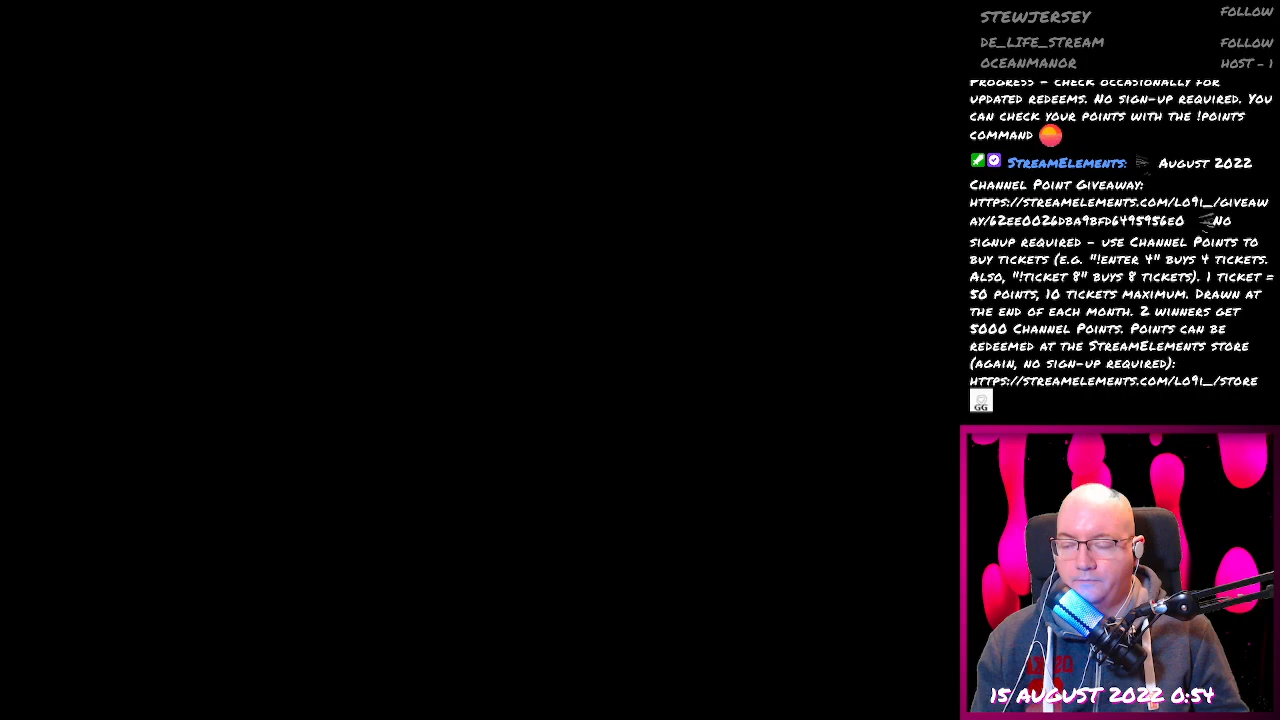 STEWJERSEY FOLLOW
DE_LIFE_STREAM FOLLOW
OCEANMANOR HOST - 1
PROGRESS - CHECK OCCASIONALLY FOR
UPDATED REDEEMS. NO SIGN-UP REQUIRED. YOU
CAN CHECK YOUR POINTS WITH THE !POINTS
COMMAND
STREAMELEMENTS: AUGUST 2022
CHANNEL POINT GIVEAWAY:
HTTPS://STREAMELEMENTS.COM/LO9I_/GIVEAW
AY/62EE0026DBA9BFD6495956E0 NO
SIGNUP REQUIRED - USE CHANNEL POINTS TO
BUY TICKETS (E.G. "!ENTER 4" BUYS 4 TICKETS.
ALSO, "!TICKET 8" BUYS 8 TICKETS). 1 TICKET =
50 POINTS, 10 TICKETS MAXIMUM. DRAWN AT
THE END OF EACH MONTH. 2 WINNERS GET
5000 CHANNEL POINTS. POINTS CAN BE
REDEEMED AT THE STREAMELEMENTS STORE
(AGAIN, NO SIGN-UP REQUIRED):
HTTPS://STREAMELEMENTS.COM/LO9I_/STORE
GG
15 AUGUST 2022 0:54